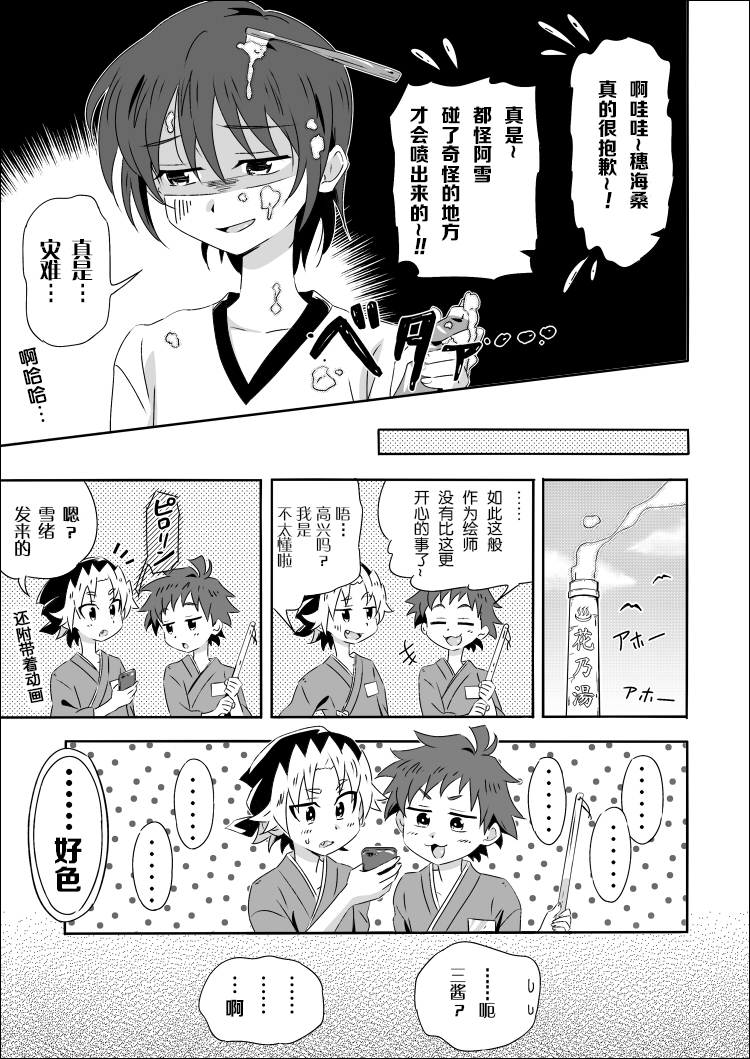 啊哇哇~穗海桑
真的很抱歉~!
真是~
都怪阿雪
碰了奇怪的地方
才会喷出来的~!!
ベタァ・・・・・
真是…
灾难…
啊哈哈…
♨花乃湯
アホー
アホー
……
如此这般
作为绘师
没有比这更
开心的事了~
唔…
高兴吗?
我是
不太懂啦
ピロリン
嗯?
雪绪
发来的
还附带着动画
……
……
……
……
……好色
……呃
三酱?
……
……
啊